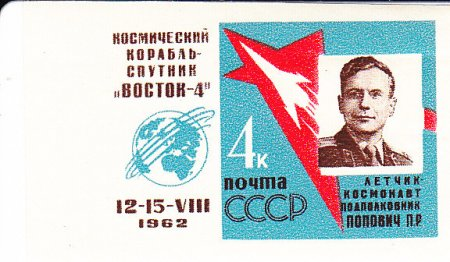 КОСМИЧЕСКИЙ
КОРАБЛЬ-
СПУТНИК
„ВОСТОК-4"
12-15-VIII
1962
4к
почта
СССР
ЛЕТЧИК
КОСМОНАВТ
ПОДПОЛКОВНИК
ПОПОВИЧ П.Р.